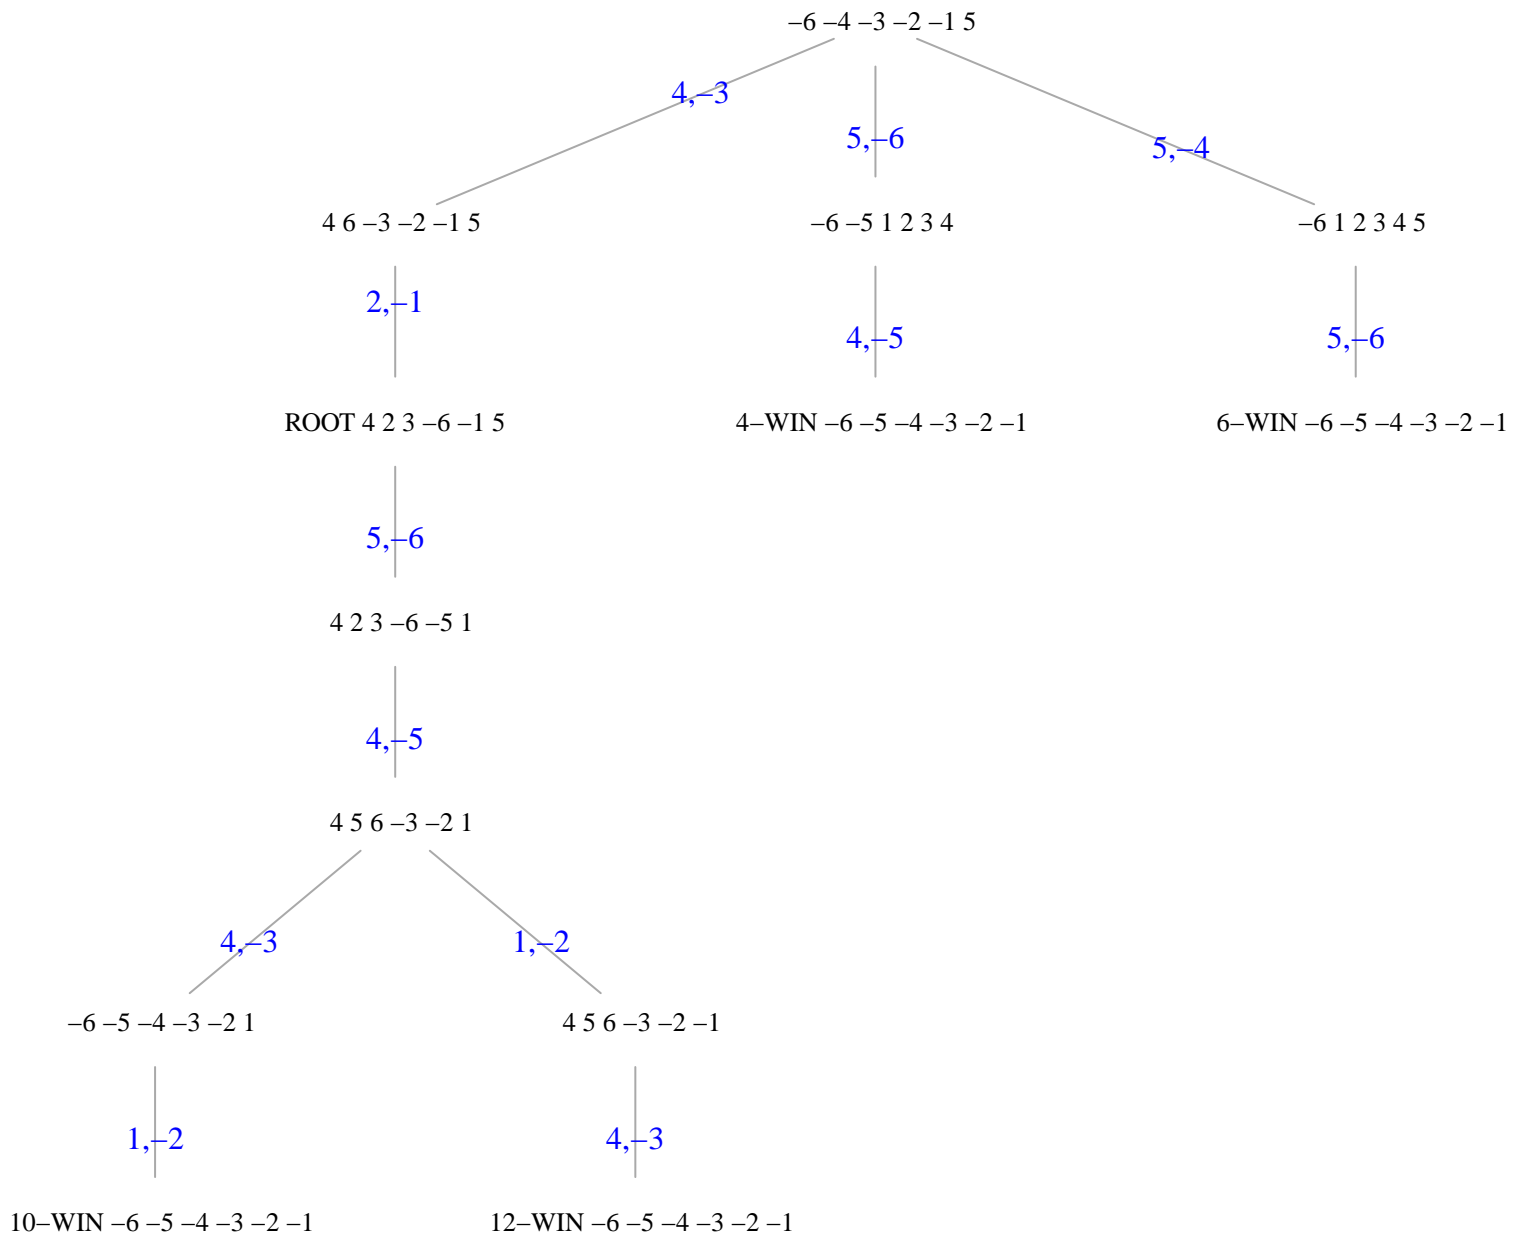 –6 –4 –3 –2 –1 5
4,–3
5,–6
5,–4
4 6 –3 –2 –1 5
–6 –5 1 2 3 4
–6 1 2 3 4 5
2,–1
4,–5
5,–6
ROOT 4 2 3 –6 –1 5
4–WIN –6 –5 –4 –3 –2 –1
6–WIN –6 –5 –4 –3 –2 –1
5,–6
4 2 3 –6 –5 1
4,–5
4 5 6 –3 –2 1
4,–3
1,–2
–6 –5 –4 –3 –2 1
4 5 6 –3 –2 –1
1,–2
4,–3
10–WIN –6 –5 –4 –3 –2 –1
12–WIN –6 –5 –4 –3 –2 –1